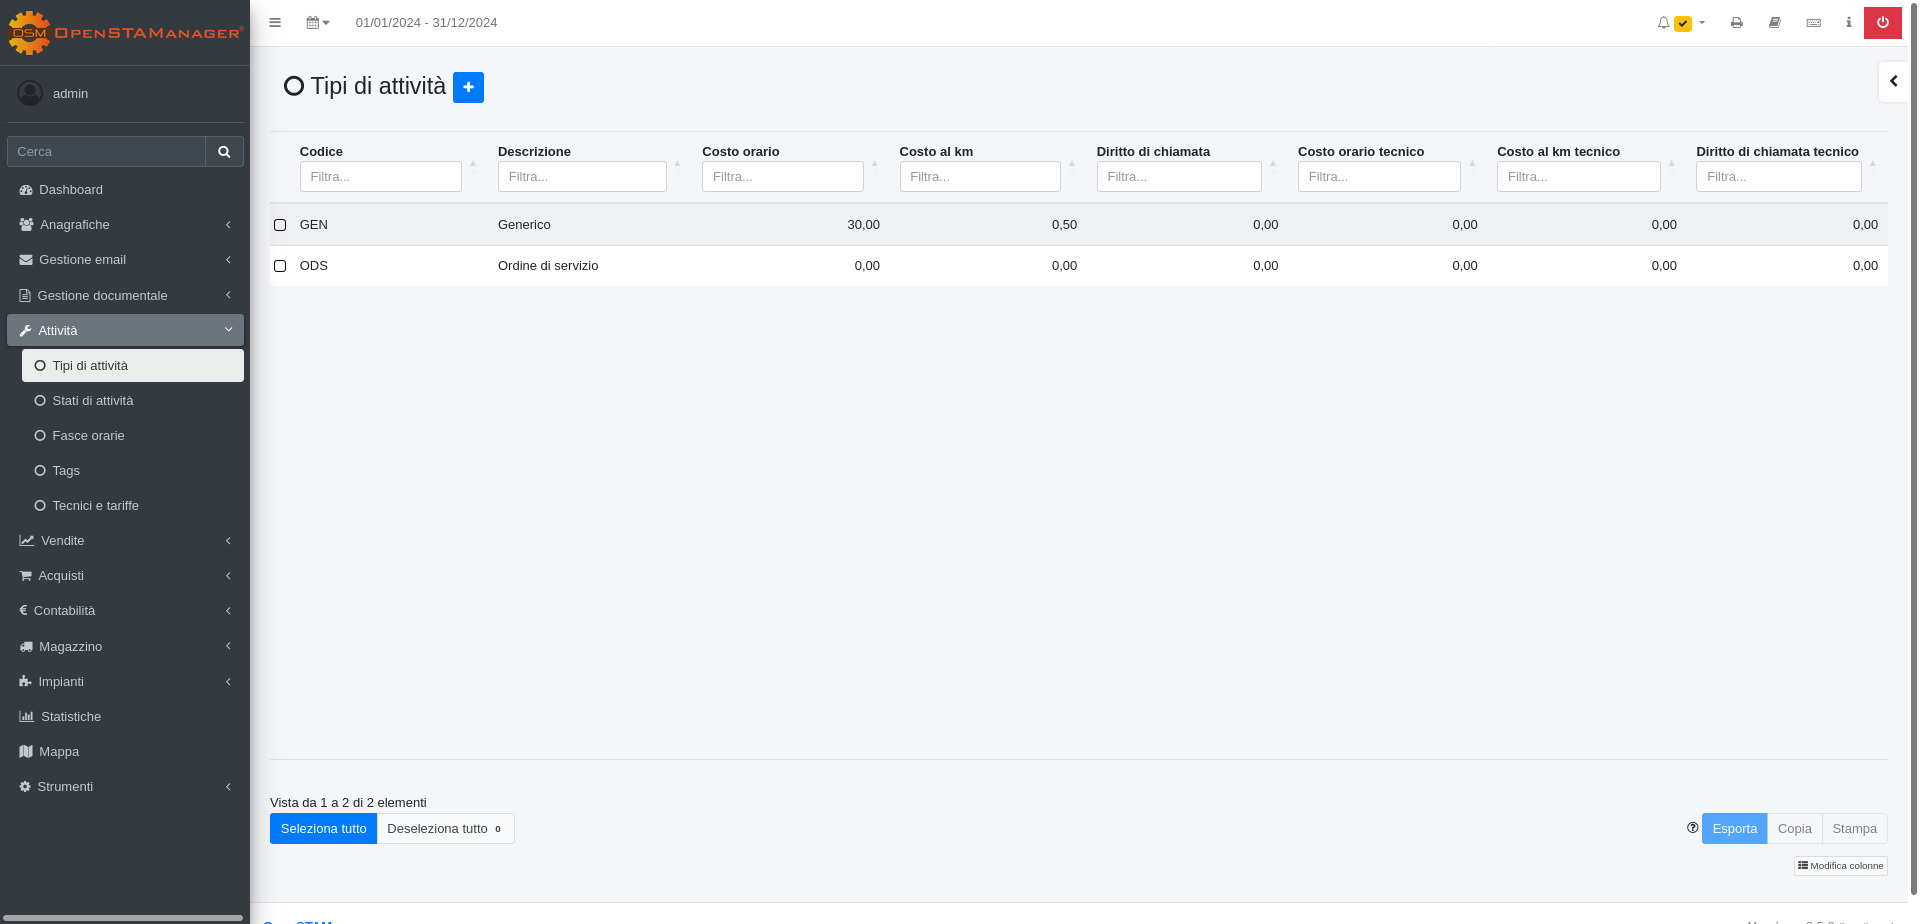 OSM OpenSTAManager®
01/01/2024 - 31/12/2024
admin
Cerca
Dashboard
Anagrafiche
Gestione email
Gestione documentale
Attività
Tipi di attività
Stati di attività
Fasce orarie
Tags
Tecnici e tariffe
Vendite
Acquisti
Contabilità
Magazzino
Impianti
Statistiche
Mappa
Strumenti
Tipi di attività
Codice Descrizione Costo orario Costo al km Diritto di chiamata Costo orario tecnico Costo al km tecnico Diritto di chiamata tecnico
Filtra... Filtra... Filtra... Filtra... Filtra... Filtra... Filtra... Filtra...
GEN Generico 30,00 0,50 0,00 0,00 0,00 0,00
ODS Ordine di servizio 0,00 0,00 0,00 0,00 0,00 0,00
Vista da 1 a 2 di 2 elementi
Seleziona tutto Deseleziona tutto 0
Esporta Copia Stampa
Modifica colonne